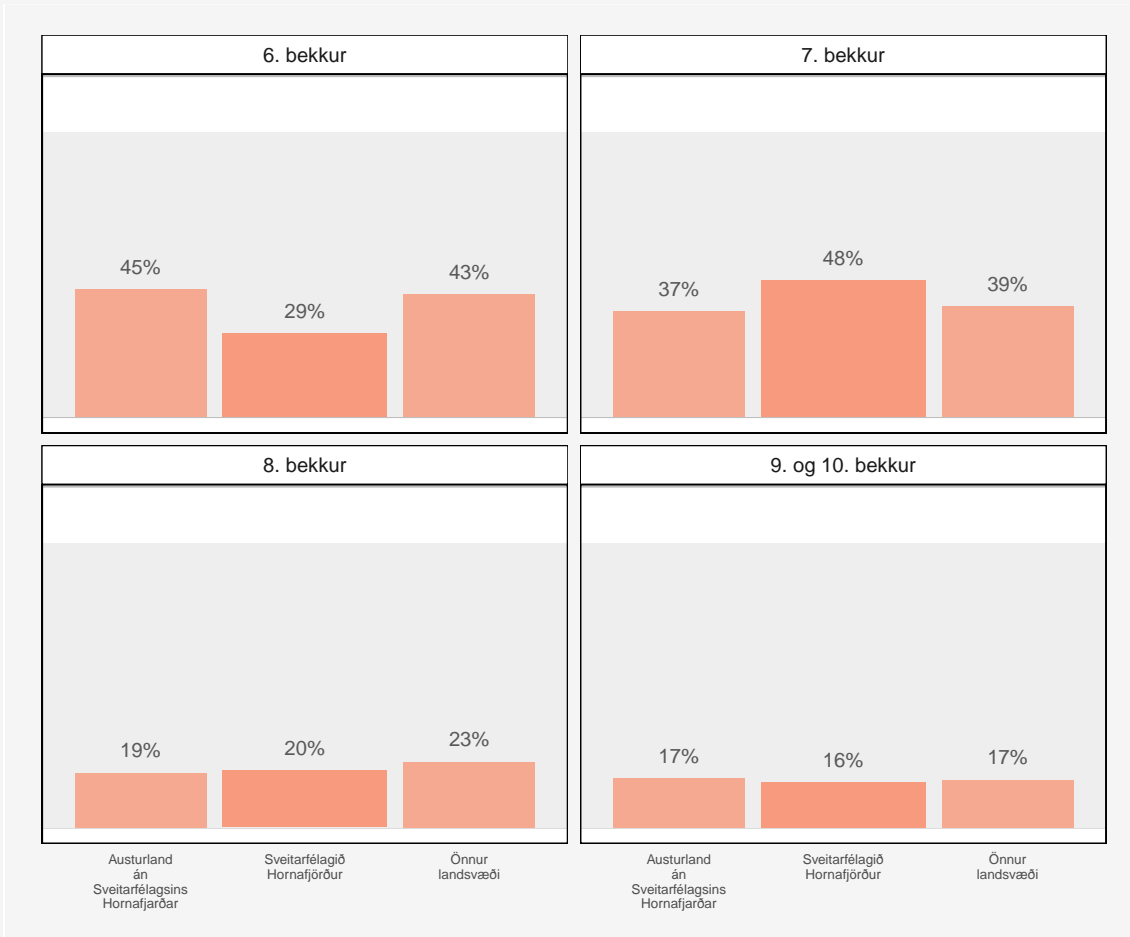 6. bekkur
7. bekkur
45%
29%
43%
37%
48%
39%
8. bekkur
9. og 10. bekkur
19%
20%
23%
17%
16%
17%
Austurland
án
Sveitarfélagsins
Hornafjarðar
Sveitarfélagið
Hornafjörður
Önnur
landsvæði
Austurland
án
Sveitarfélagsins
Hornafjarðar
Sveitarfélagið
Hornafjörður
Önnur
landsvæði